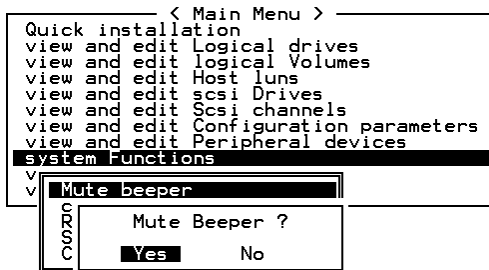 < Main Menu >
Quick installation
view and edit Logical drives
view and edit logical Volumes
view and edit Host luns
view and edit scsi Drives
view and edit Scsi channels
view and edit Configuration parameters
view and edit Peripheral devices
system Functions
v
v
Mute beeper
c
R
S
C
Mute Beeper ?
Yes No